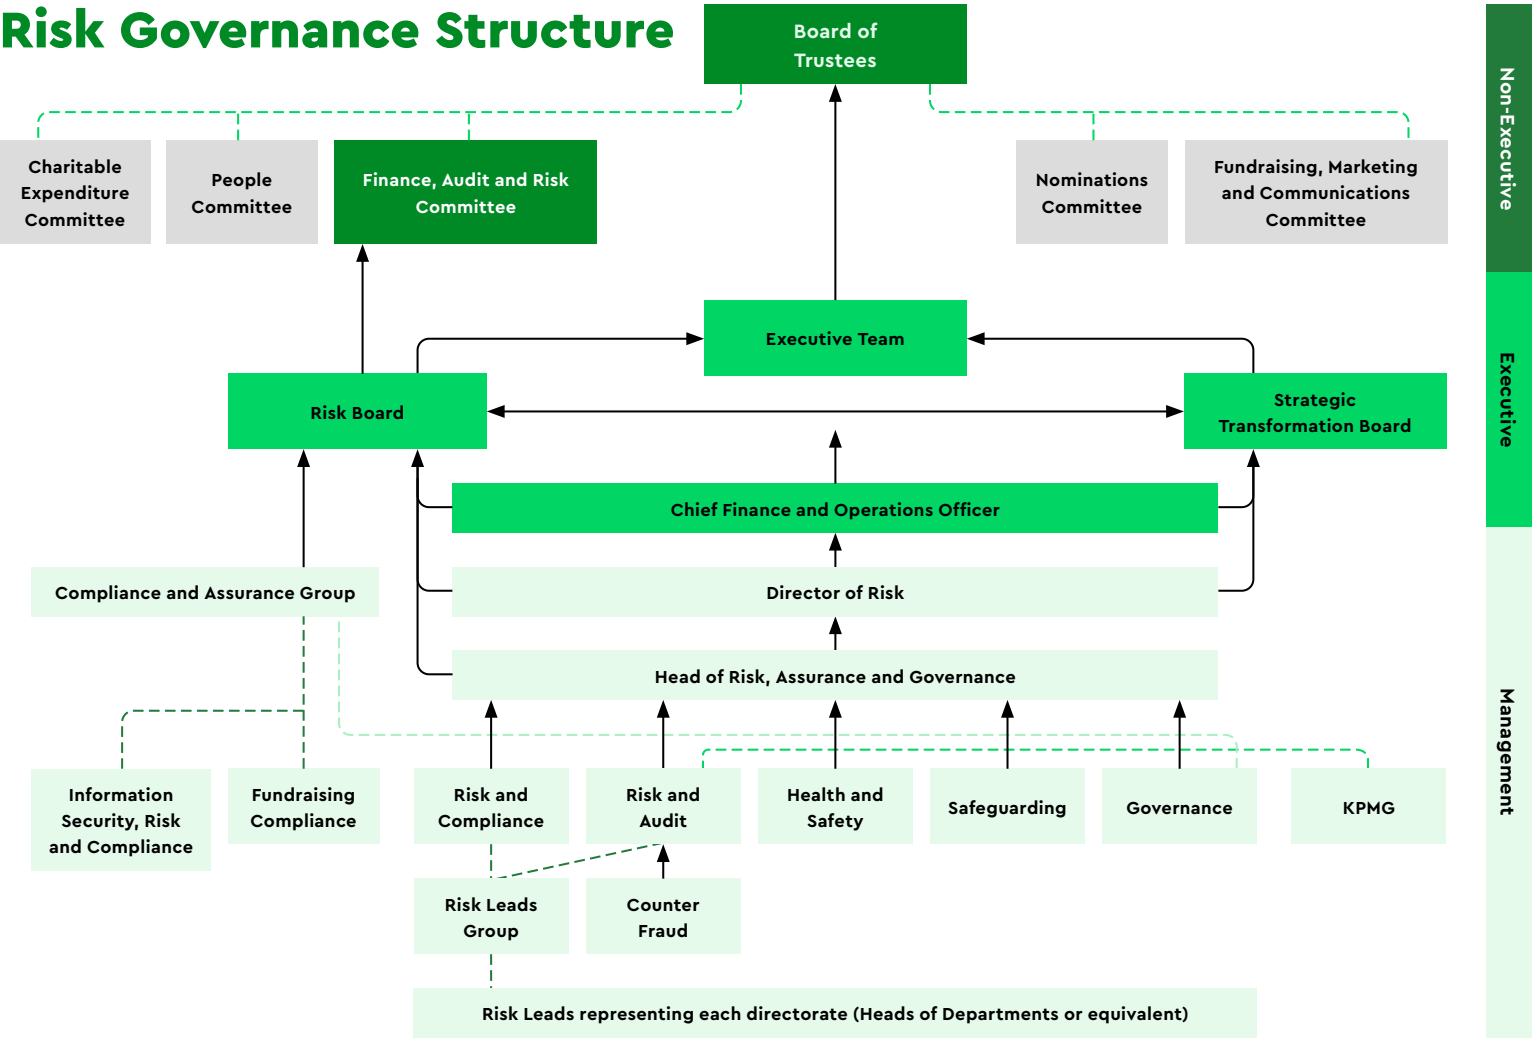 Risk Governance Structure
Board of
Trustees
Charitable
Expenditure
Committee
People
Committee
Finance, Audit and Risk
Committee
Nominations
Committee
Fundraising, Marketing
and Communications
Committee
Non-Executive
Executive Team
Risk Board
Strategic
Transformation Board
Executive
Chief Finance and Operations Officer
Compliance and Assurance Group
Director of Risk
Head of Risk, Assurance and Governance
Management
Information
Security, Risk
and Compliance
Fundraising
Compliance
Risk and
Compliance
Risk and
Audit
Health and
Safety
Safeguarding
Governance
KPMG
Risk Leads
Group
Counter
Fraud
Risk Leads representing each directorate (Heads of Departments or equivalent)